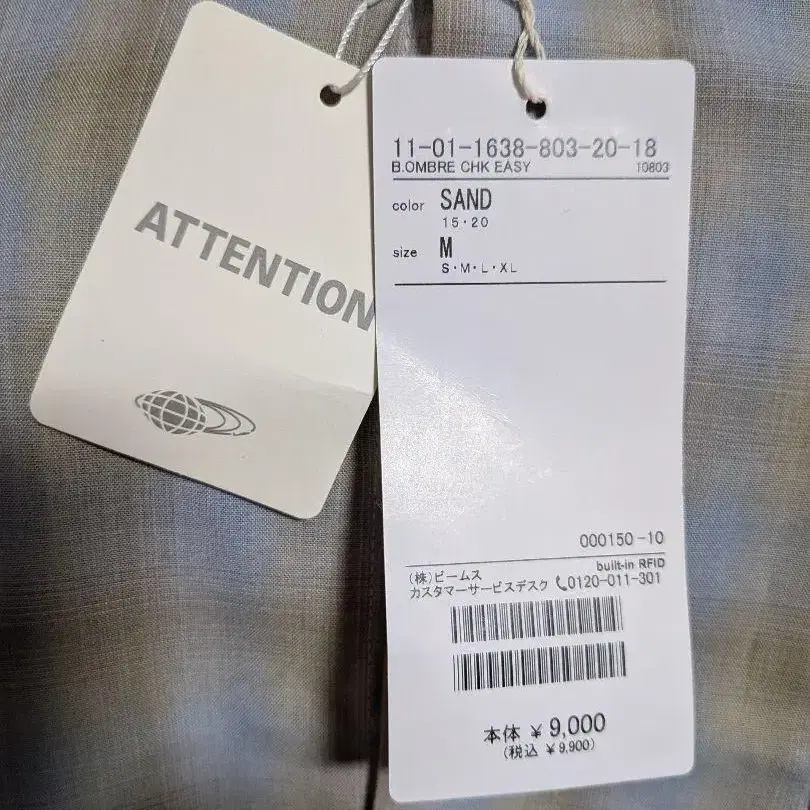 ATTENTION
11-01-1638-803-20-18
B.OMBRE CHK EASY 10803
color SAND
15・20
size M
S・M・L・XL
000150-10
built-in RFID
(株)ビームス
カスタマーサービスデスク 0120-011-301
本体 ¥9,000
(税込 ¥9,900)